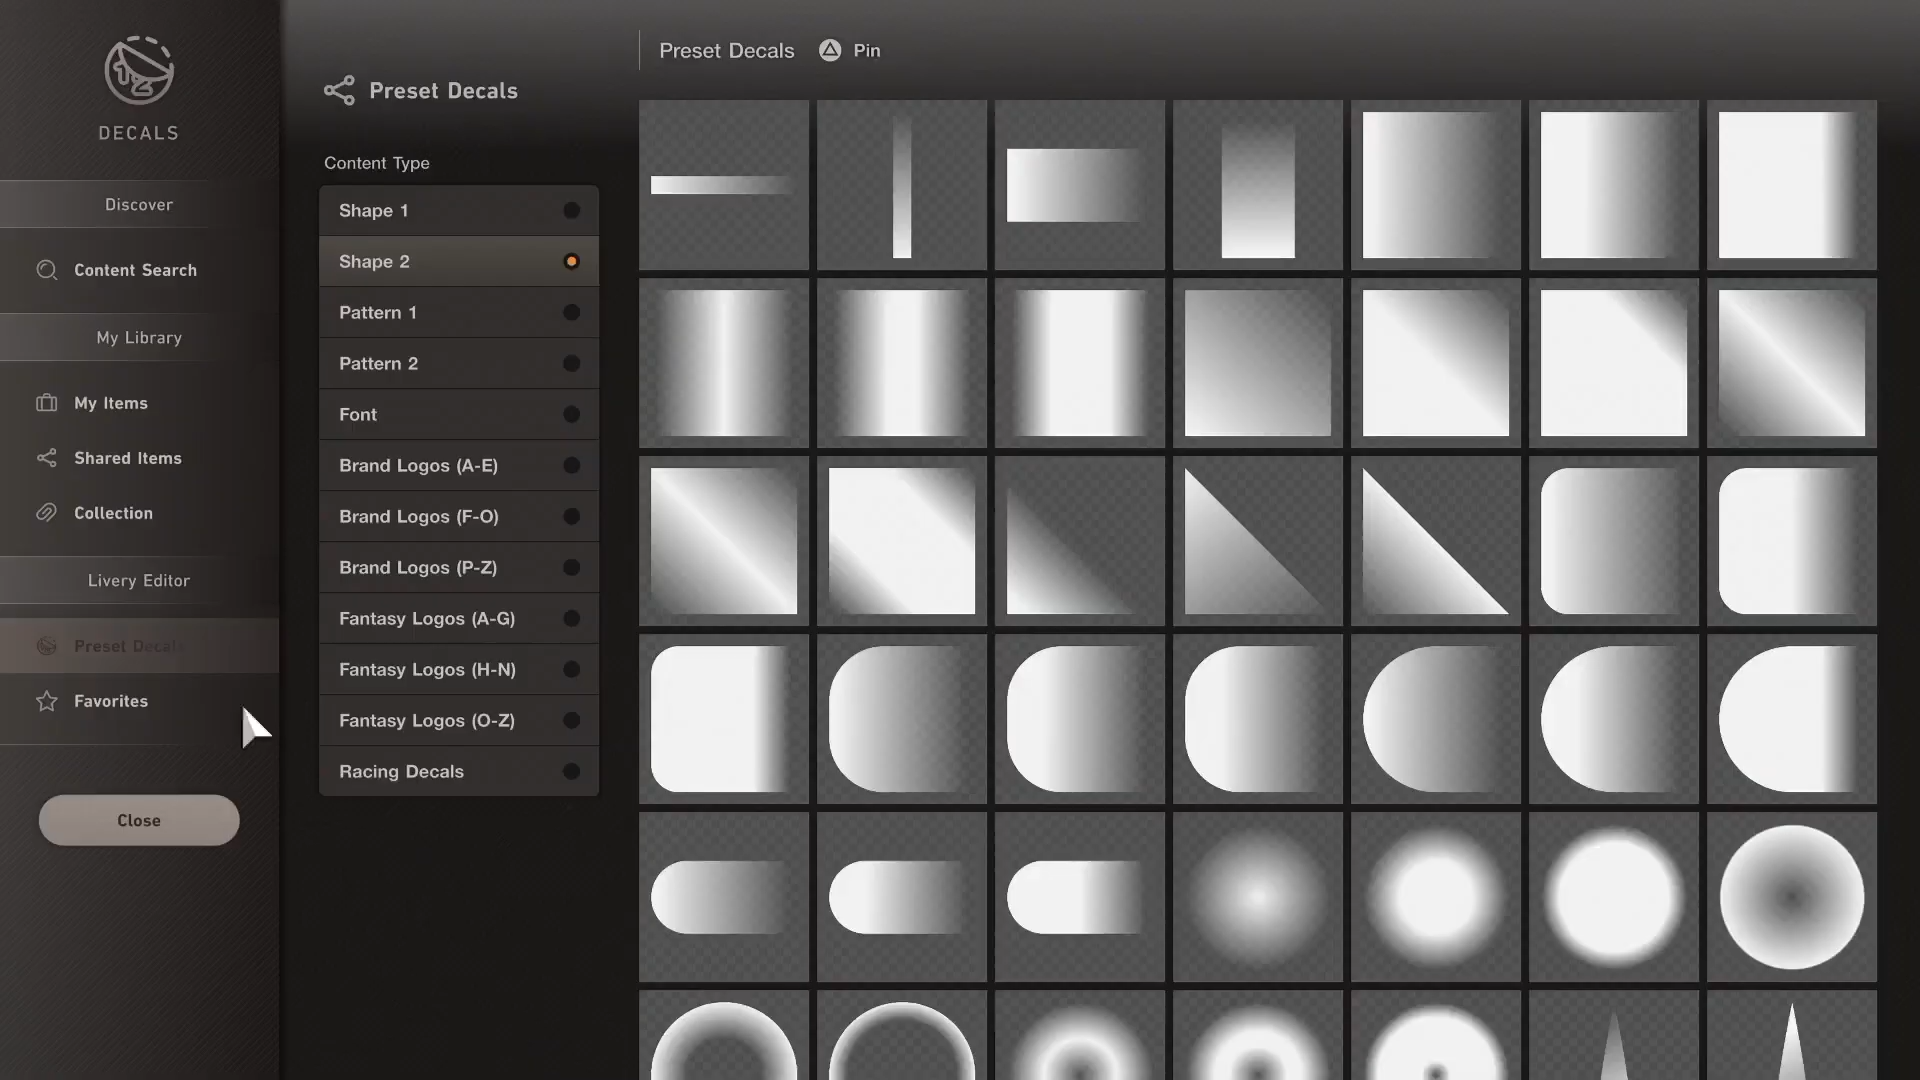 DECALS
Discover
Content Search
My Library
My Items
Shared Items
Collection
Livery Editor
Preset Decals
Favorites
Close
Preset Decals
Content Type
Shape 1
Shape 2
Pattern 1
Pattern 2
Font
Brand Logos (A-E)
Brand Logos (F-O)
Brand Logos (P-Z)
Fantasy Logos (A-G)
Fantasy Logos (H-N)
Fantasy Logos (O-Z)
Racing Decals
Preset Decals Pin